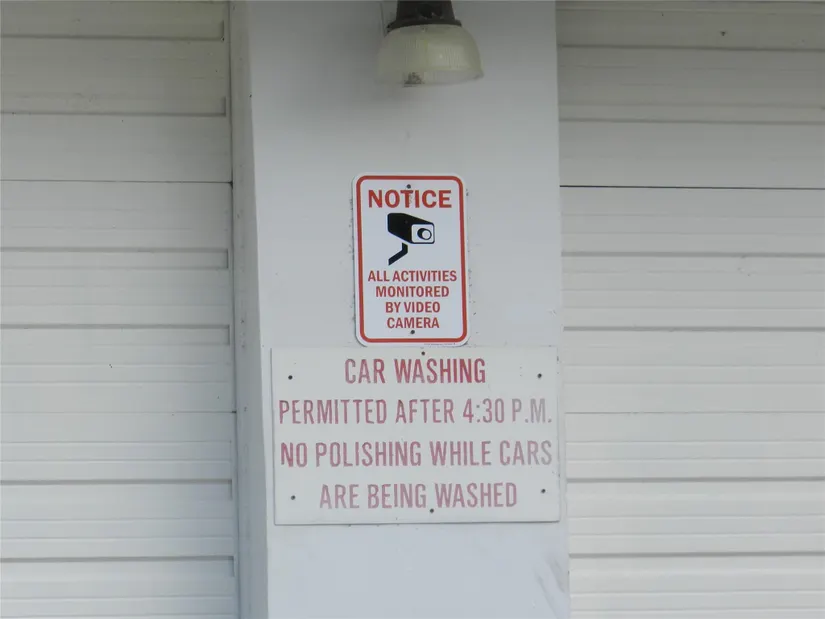 NOTICE
ALL ACTIVITIES
MONITORED
BY VIDEO
CAMERA
CAR WASHING
PERMITTED AFTER 4:30 P.M.
NO POLISHING WHILE CARS
ARE BEING WASHED